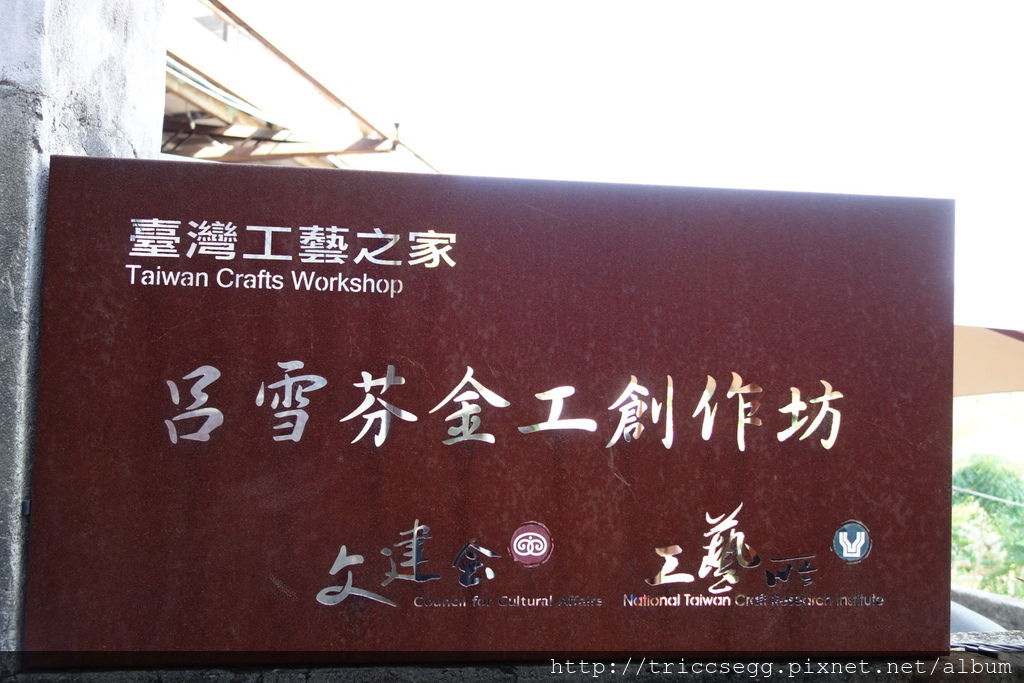 臺灣工藝之家
Taiwan Crafts Workshop
呂雪芬金工創作坊
文建會
Council for Cultural Affairs
工藝所
National Taiwan Craft Research Institute
http://triccsegg.pixnet.net/album